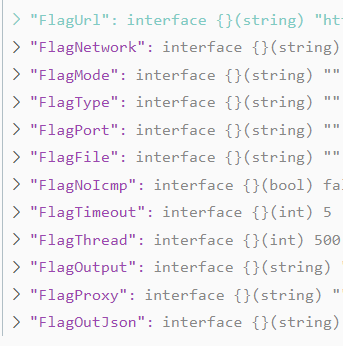 "FlagUrl": interface {}(string) "ht
"FlagNetwork": interface {}(string)
"FlagMode": interface {}(string) ""
"FlagType": interface {}(string) ""
"FlagPort": interface {}(string) ""
"FlagFile": interface {}(string) ""
"FlagNoIcmp": interface {}(bool) fal
"FlagTimeout": interface {}(int) 5
"FlagThread": interface {}(int) 500
"FlagOutput": interface {}(string) "
"FlagProxy": interface {}(string) "
"FlagOutJson": interface {}(string)